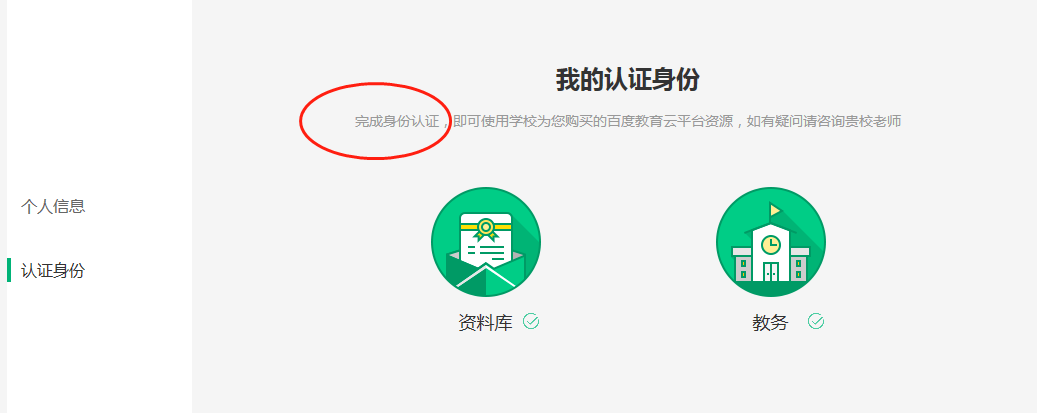 我的认证身份
完成身份认证，即可使用学校为您购买的百度教育云平台资源，如有疑问请咨询贵校老师
个人信息
认证身份
资料库
教务